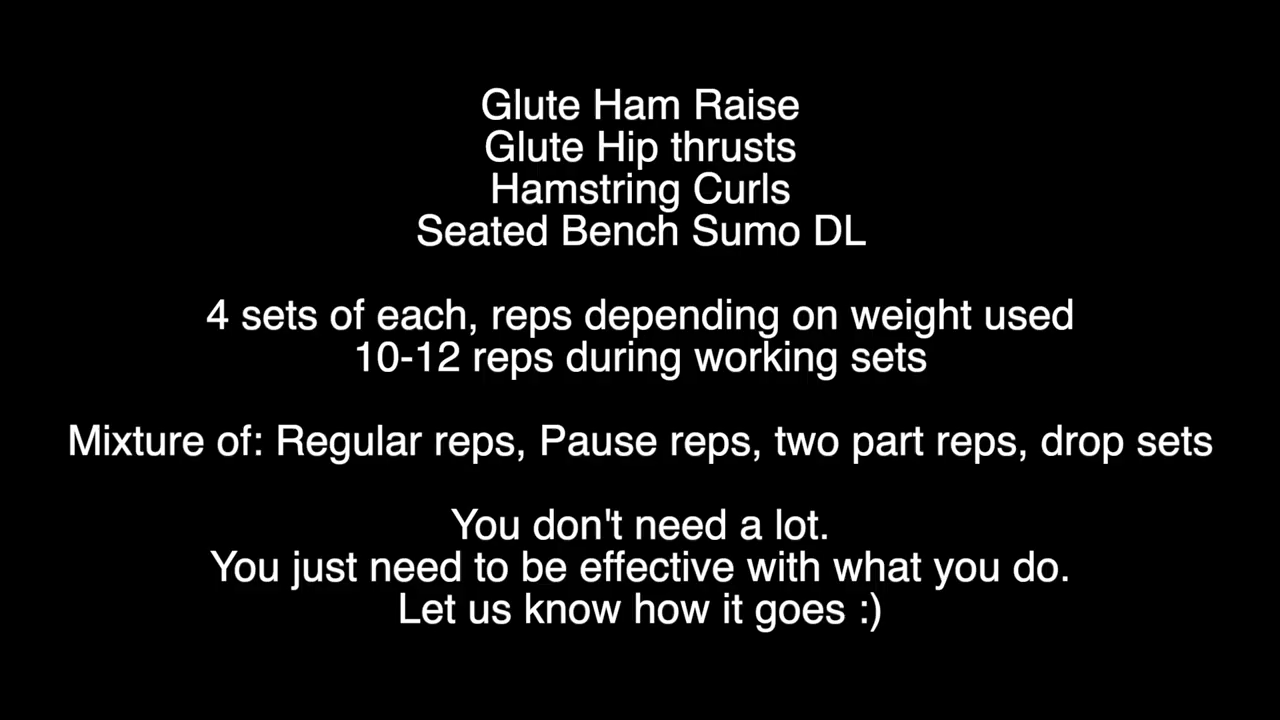 Glute Ham Raise
Glute Hip thrusts
Hamstring Curls
Seated Bench Sumo DL
4 sets of each, reps depending on weight used
10-12 reps during working sets
Mixture of: Regular reps, Pause reps, two part reps, drop sets
You don't need a lot.
You just need to be effective with what you do.
Let us know how it goes :)